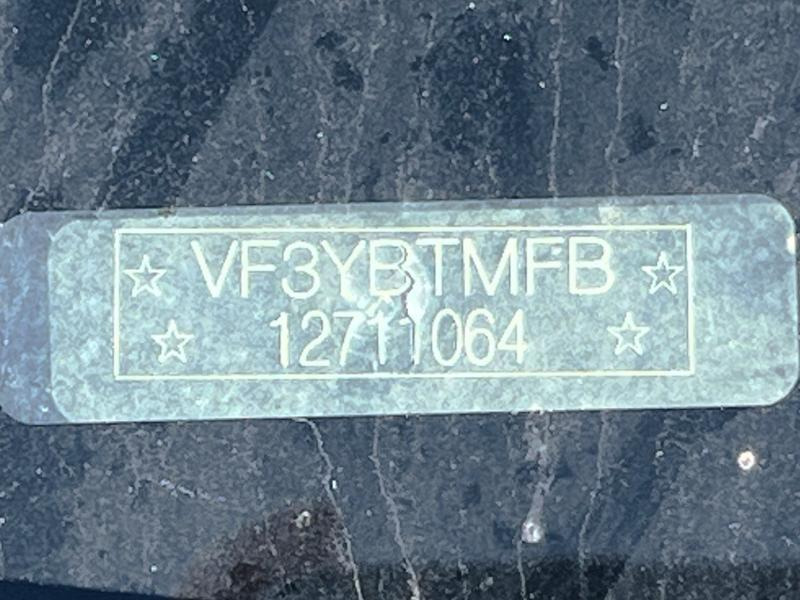 ☆ VF3YBTMFB ☆
☆ 12711064 ☆